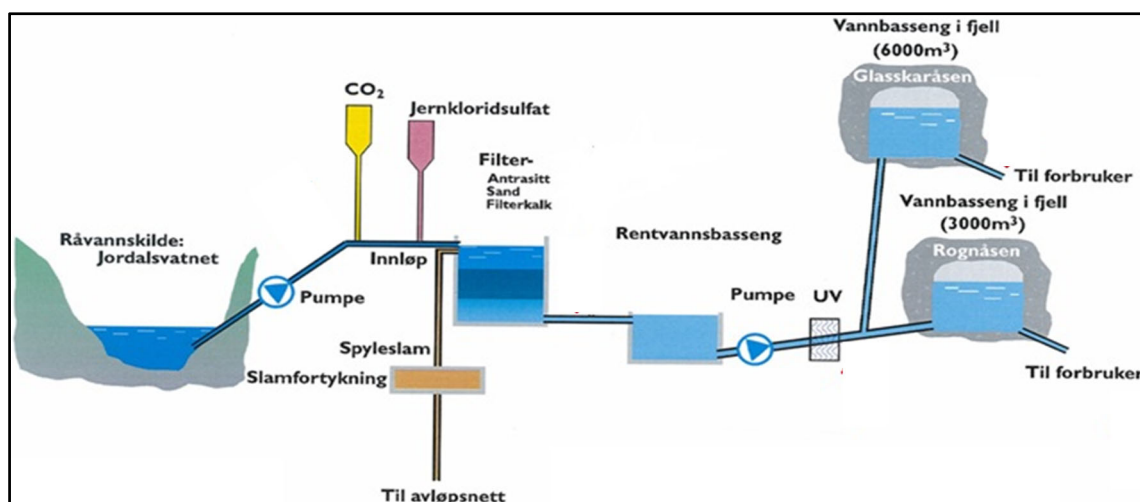 Vannbasseng i fjell
(6000m³)
Glasskaråsen
CO₂
Jernkloridsulfat
Filter-
Antrasitt
Sand
Filterkalk
Til forbruker
Vannbasseng i fjell
(3000m³)
Råvannskilde:
Jordalsvatnet
Innløp
Rentvannsbasseng
Rognåsen
Pumpe
Pumpe
UV
Spyleslam
Slamfortykning
Til forbruker
Til avløpsnett